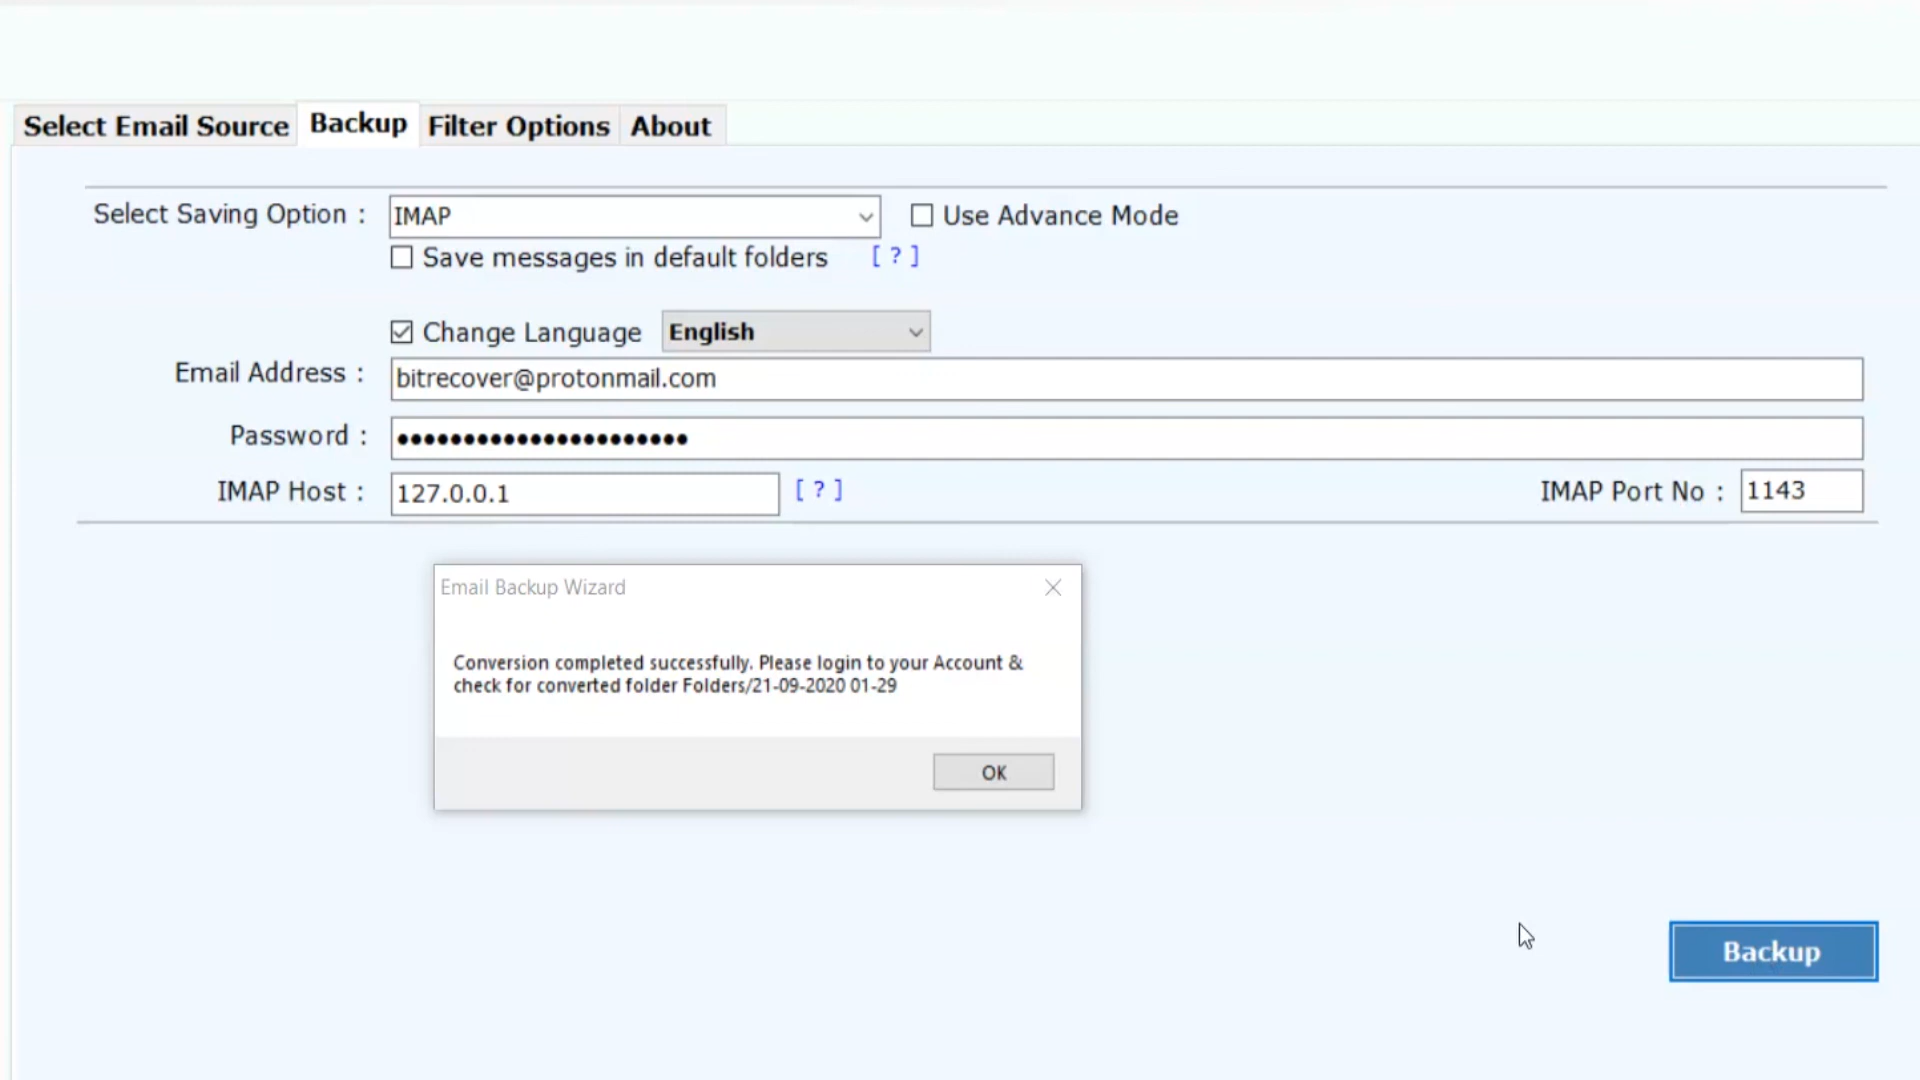 Select Email Source Backup Filter Options About
Select Saving Option : IMAP Use Advance Mode
Save messages in default folders [ ? ]
Change Language English
Email Address : bitrecover@protonmail.com
Password : ••••••••••••••••••••••
IMAP Host : 127.0.0.1 [ ? ] IMAP Port No : 1143
Email Backup Wizard
Conversion completed successfully. Please login to your Account &
check for converted folder Folders/21-09-2020 01-29
OK
Backup